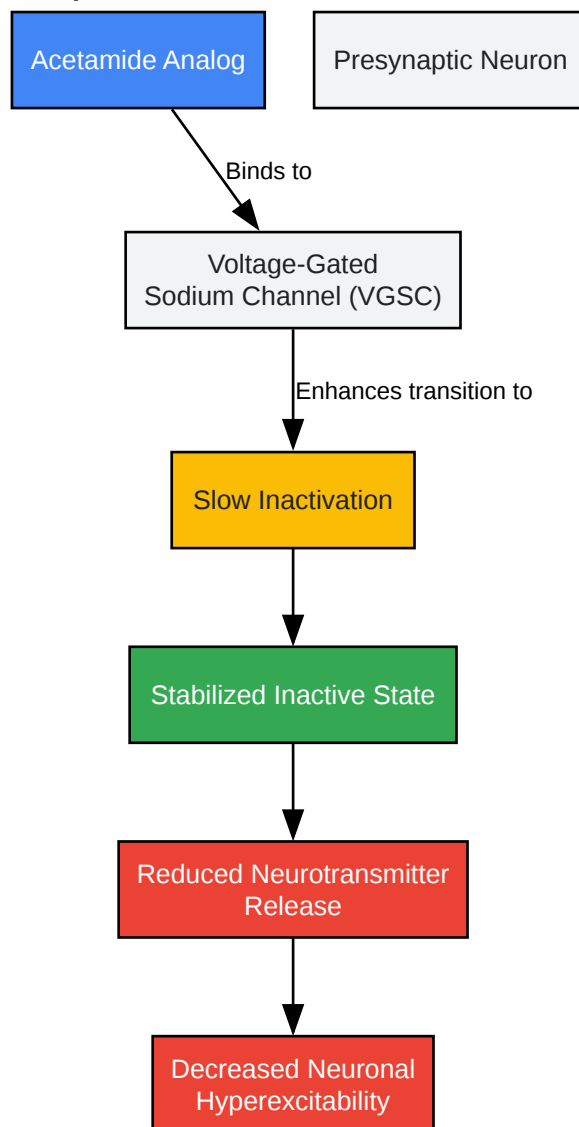 Acetamide Analog
Presynaptic Neuron
Binds to
Voltage-Gated
Sodium Channel (VGSC)
Enhances transition to
Slow Inactivation
Stabilized Inactive State
Reduced Neurotransmitter
Release
Decreased Neuronal
Hyperexcitability